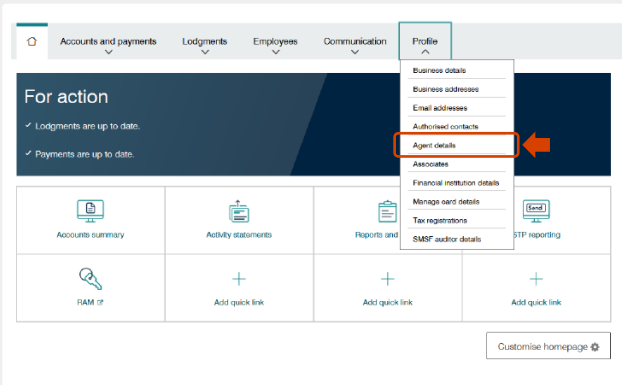 Accounts and payments
Lodgments
Employees
Communication
Profile
For action
Lodgments are up to date.
Payments are up to date.
Business details
Business addresses
Email addresses
Authorised contacts
Agent details
Associates
Financial institution details
Manage card details
Tax registrations
SMSF auditor details
Accounts summary
Activity statements
Reports and
Send
STP reporting
RAM
Add quick link
Add quick link
Add quick link
Customise homepage